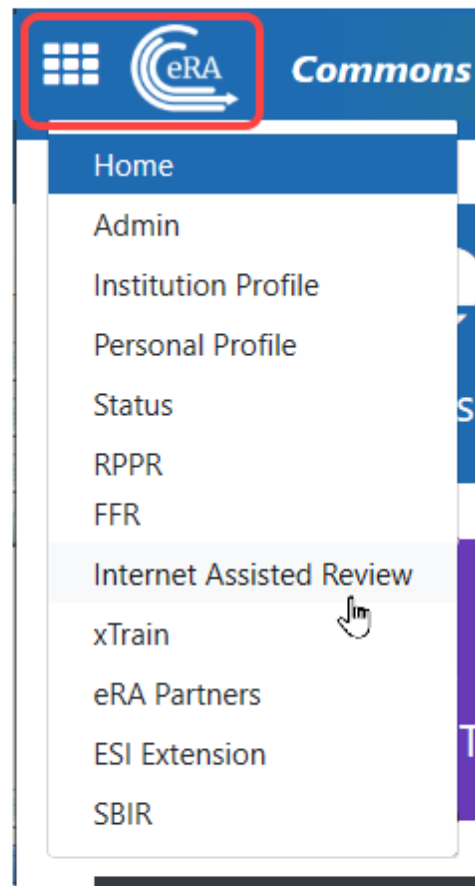 eRA Commons
Home
Admin
Institution Profile
Personal Profile
Status
RPPR
FFR
Internet Assisted Review
xTrain
eRA Partners
ESI Extension
SBIR